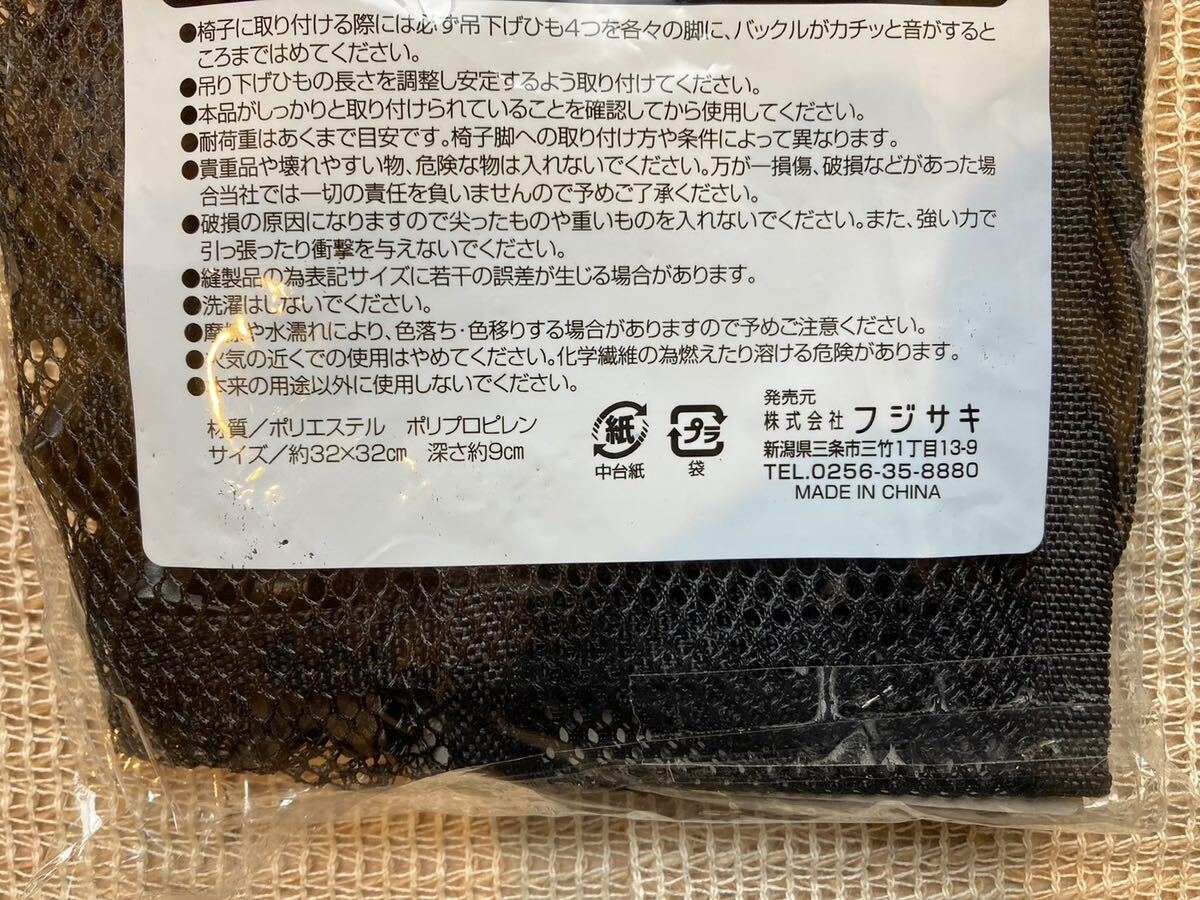 ●椅子に取り付ける際には必ず吊下げひも4つを各々の脚に、バックルがカチッと音がすると
ころまではめてください。
●吊り下げひもの長さを調整し安定するよう取り付けてください。
●本品がしっかりと取り付けられていることを確認してから使用してください。
●耐荷重はあくまで目安です。椅子脚への取り付け方や条件によって異なります。
●貴重品や壊れやすい物、危険な物は入れないでください。万が一損傷、破損などがあった場
合当社では一切の責任を負いませんので予めご了承ください。
●破損の原因になりますので尖ったものや重いものを入れないでください。また、強い力で
引っ張ったり衝撃を与えないでください。
●縫製品の為表記サイズに若干の誤差が生じる場合があります。
●洗濯はしないでください。
●摩擦や水濡れにより、色落ち・色移りする場合がありますので予めご注意ください。
●火気の近くでの使用はやめてください。化学繊維の為燃えたり溶ける危険があります。
●本来の用途以外に使用しないでください。
材質／ポリエステル ポリプロピレン
サイズ／約32×32cm 深さ約9cm
紙
中台紙
プラ
袋
発売元
株式会社フジサキ
新潟県三条市三竹1丁目13-9
TEL.0256-35-8880
MADE IN CHINA